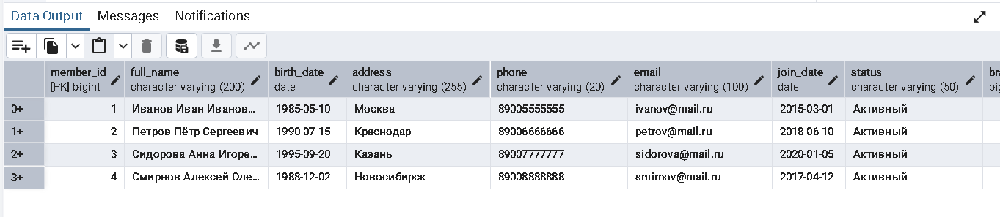 Data Output Messages Notifications
member_id full_name birth_date address phone email join_date status bra
[PK] bigint character varying (200) date character varying (255) character varying (20) character varying (100) date character varying (50) big
0+ 1 Иванов Иван Иванов... 1985-05-10 Москва 89005555555 ivanov@mail.ru 2015-03-01 Активный
1+ 2 Петров Пётр Сергеевич 1990-07-15 Краснодар 89006666666 petrov@mail.ru 2018-06-10 Активный
2+ 3 Сидорова Анна Игоре... 1995-09-20 Казань 89007777777 sidorova@mail.ru 2020-01-05 Активный
3+ 4 Смирнов Алексей Оле... 1988-12-02 Новосибирск 89008888888 smirnov@mail.ru 2017-04-12 Активный